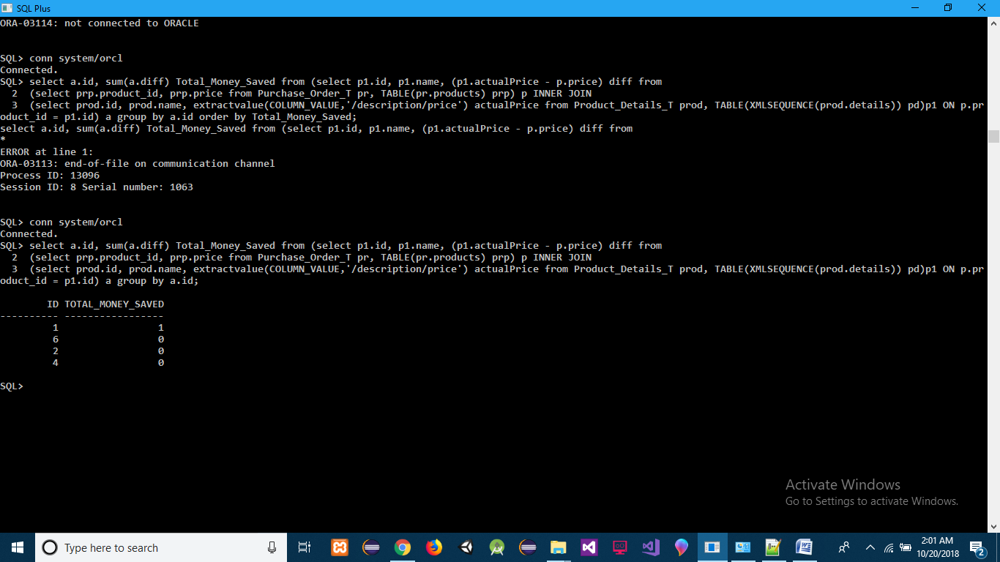 SQL Plus
ORA-03114: not connected to ORACLE
SQL> conn system/orcl
Connected.
SQL> select a.id, sum(a.diff) Total_Money_Saved from (select p1.id, p1.name, (p1.actualPrice - p.price) diff from
2 (select prp.product_id, prp.price from Purchase_Order_T pr, TABLE(pr.products) prp) p INNER JOIN
3 (select prod.id, prod.name, extractvalue(COLUMN_VALUE,'/description/price') actualPrice from Product_Details_T prod, TABLE(XMLSEQUENCE(prod.details)) pd)p1 ON p.pr
oduct_id = p1.id) a group by a.id order by Total_Money_Saved;
select a.id, sum(a.diff) Total_Money_Saved from (select p1.id, p1.name, (p1.actualPrice - p.price) diff from
*
ERROR at line 1:
ORA-03113: end-of-file on communication channel
Process ID: 13096
Session ID: 8 Serial number: 1063
SQL> conn system/orcl
Connected.
SQL> select a.id, sum(a.diff) Total_Money_Saved from (select p1.id, p1.name, (p1.actualPrice - p.price) diff from
2 (select prp.product_id, prp.price from Purchase_Order_T pr, TABLE(pr.products) prp) p INNER JOIN
3 (select prod.id, prod.name, extractvalue(COLUMN_VALUE,'/description/price') actualPrice from Product_Details_T prod, TABLE(XMLSEQUENCE(prod.details)) pd)p1 ON p.pr
oduct_id = p1.id) a group by a.id;
ID TOTAL_MONEY_SAVED
---------- -----------------
1 1
6 0
2 0
4 0
SQL>
Activate Windows
Go to Settings to activate Windows.
Type here to search
2:01 AM
10/20/2018
2